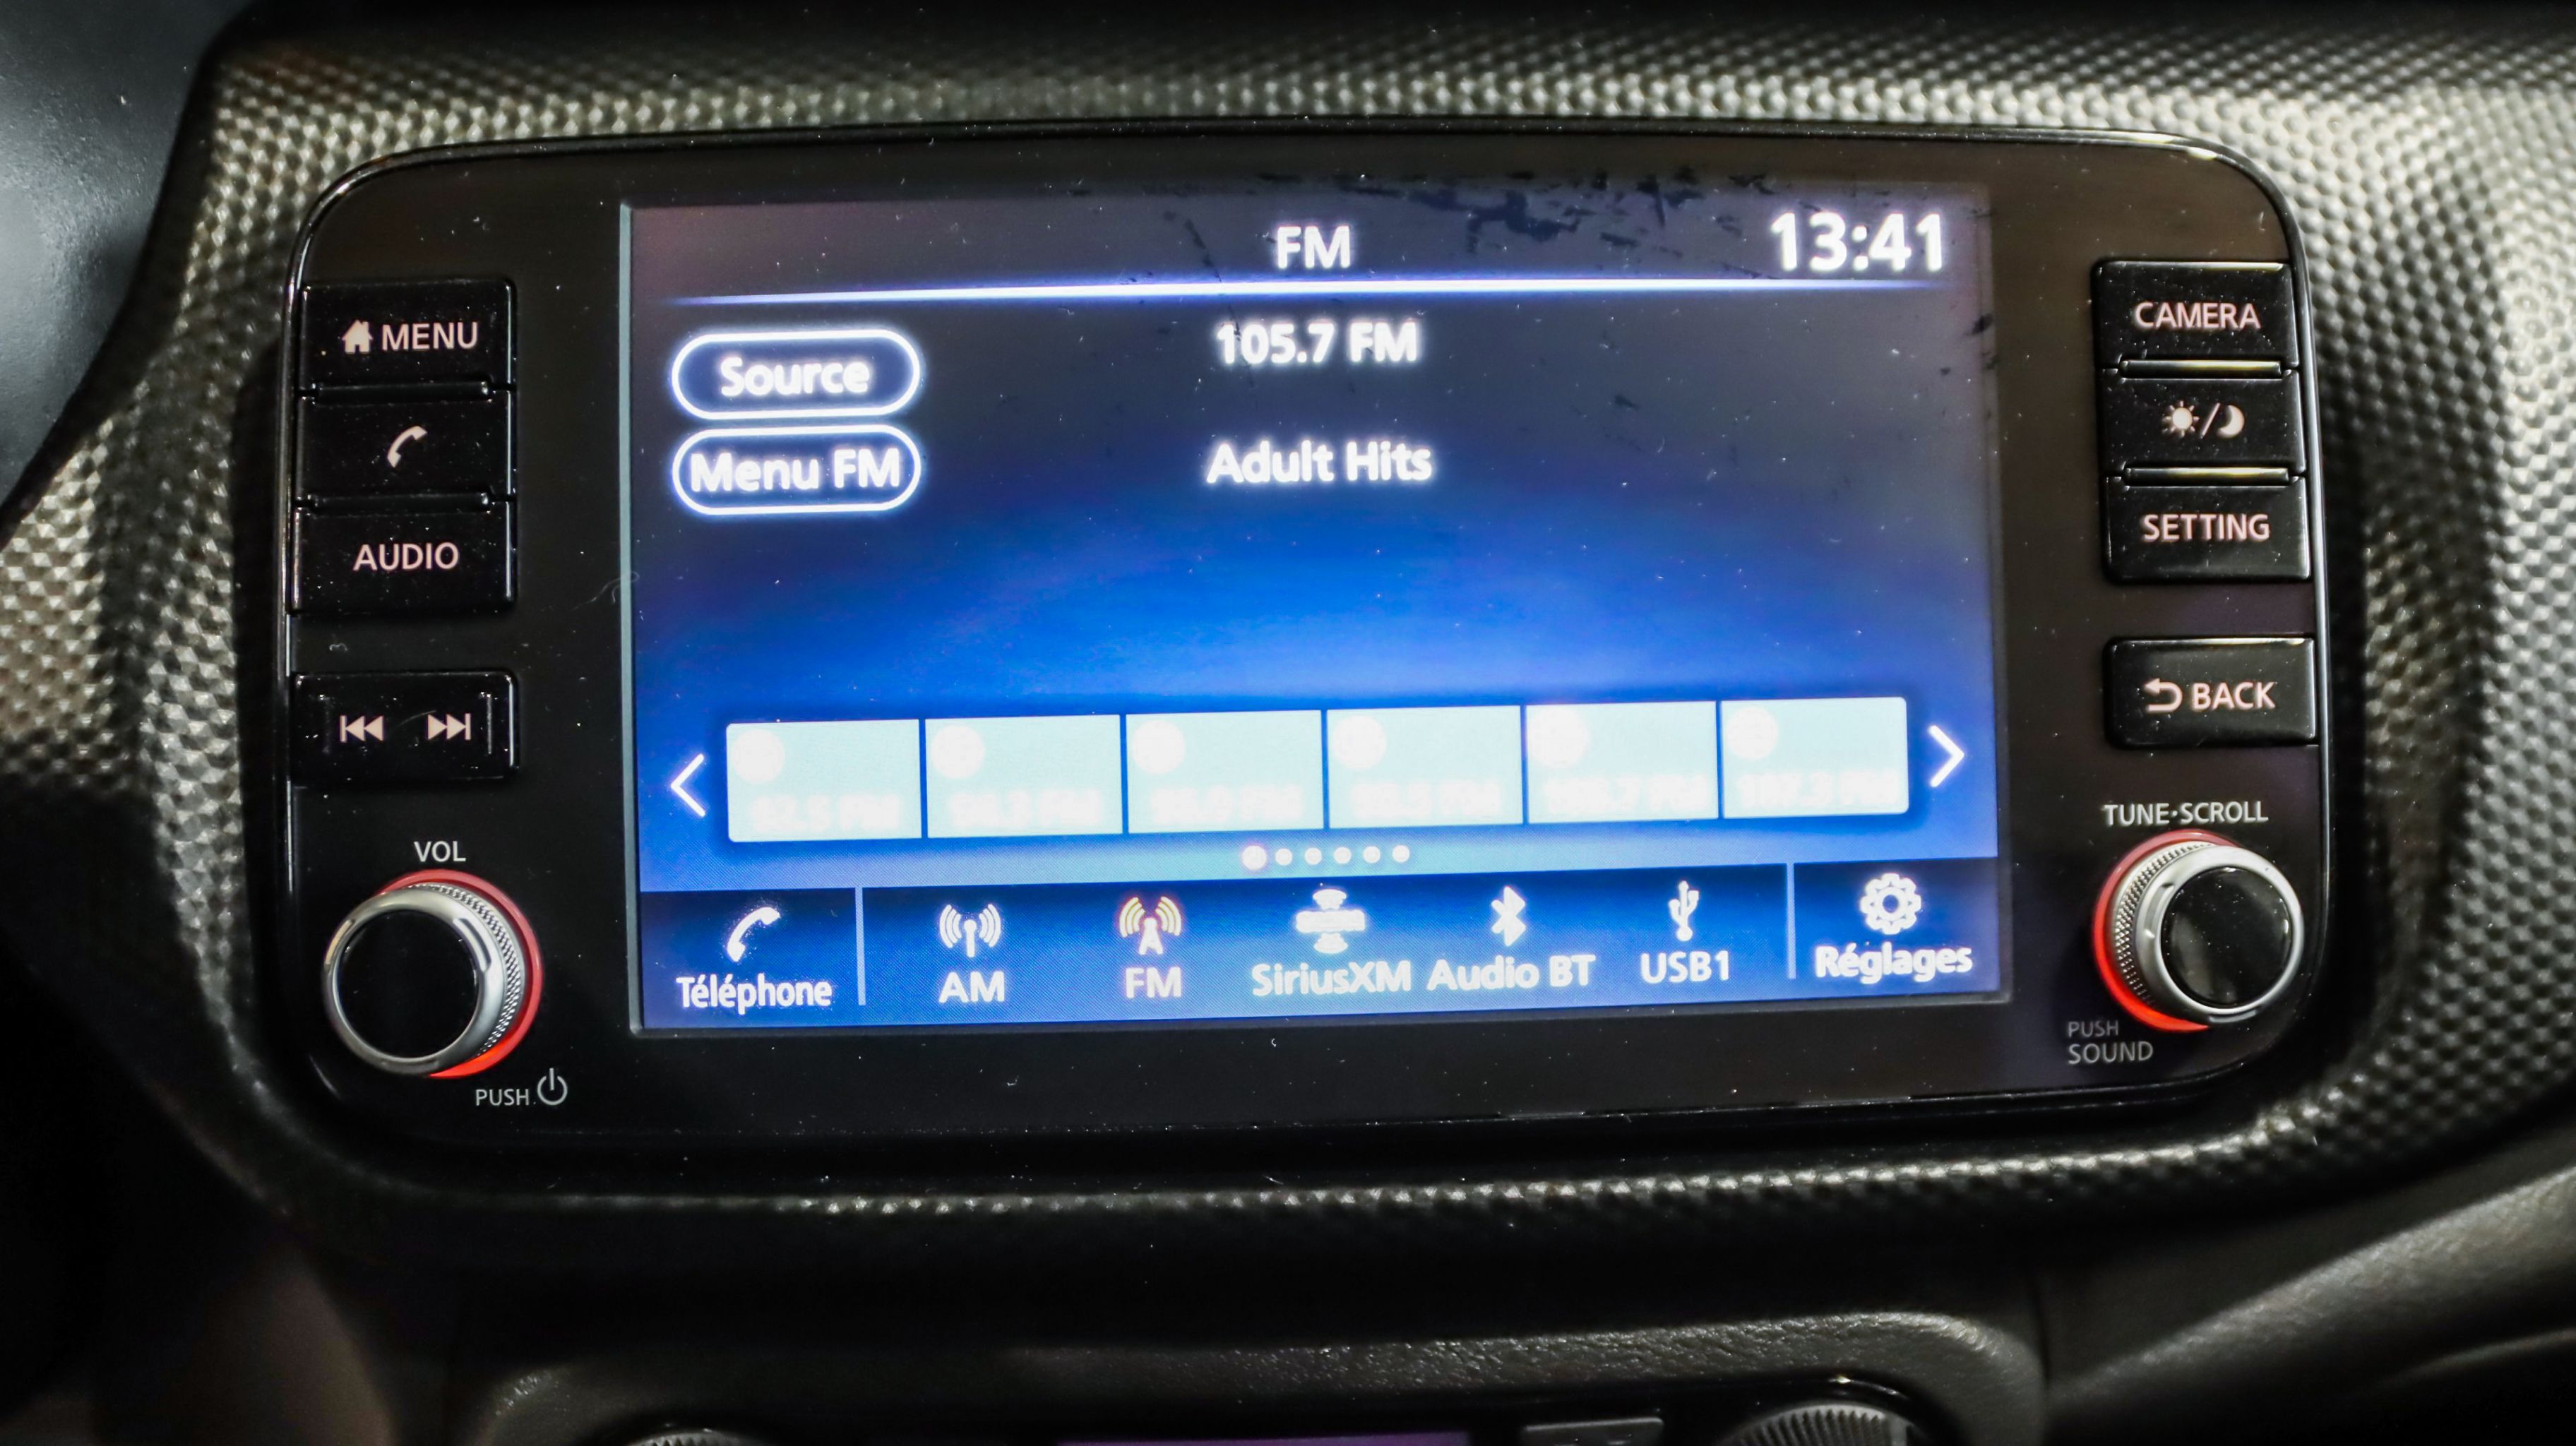 FM
13:41
MENU
AUDIO
VOL
PUSH
Source
Menu FM
105.7 FM
Adult Hits
Téléphone
AM
FM
SiriusXM
Audio BT
USB1
Réglages
CAMERA
SETTING
BACK
TUNE·SCROLL
PUSH
SOUND